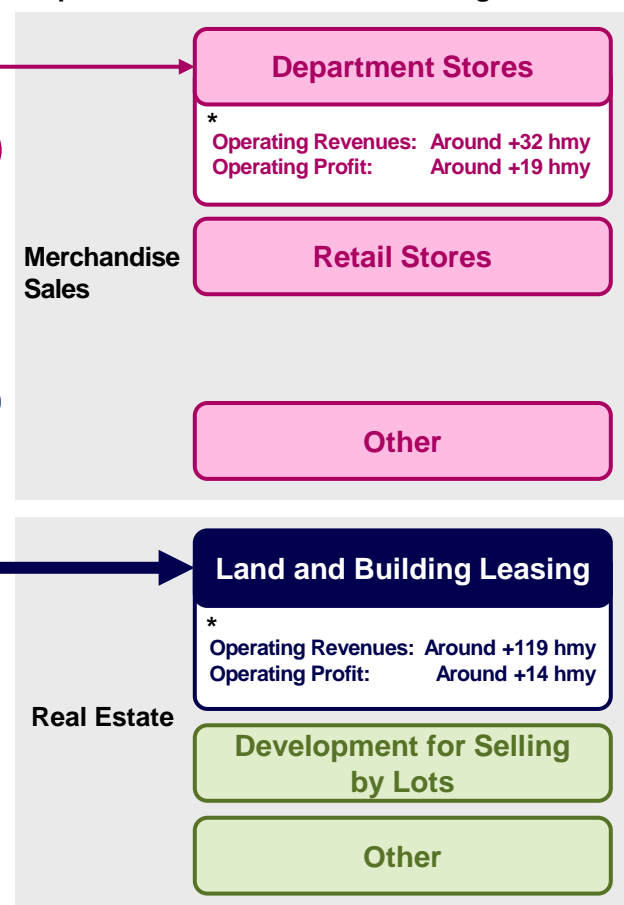 Department Stores
*
Operating Revenues: Around +32 hmy
Operating Profit: Around +19 hmy
Merchandise
Sales
Retail Stores
Other
Land and Building Leasing
*
Operating Revenues: Around +119 hmy
Operating Profit: Around +14 hmy
Real Estate
Development for Selling
by Lots
Other